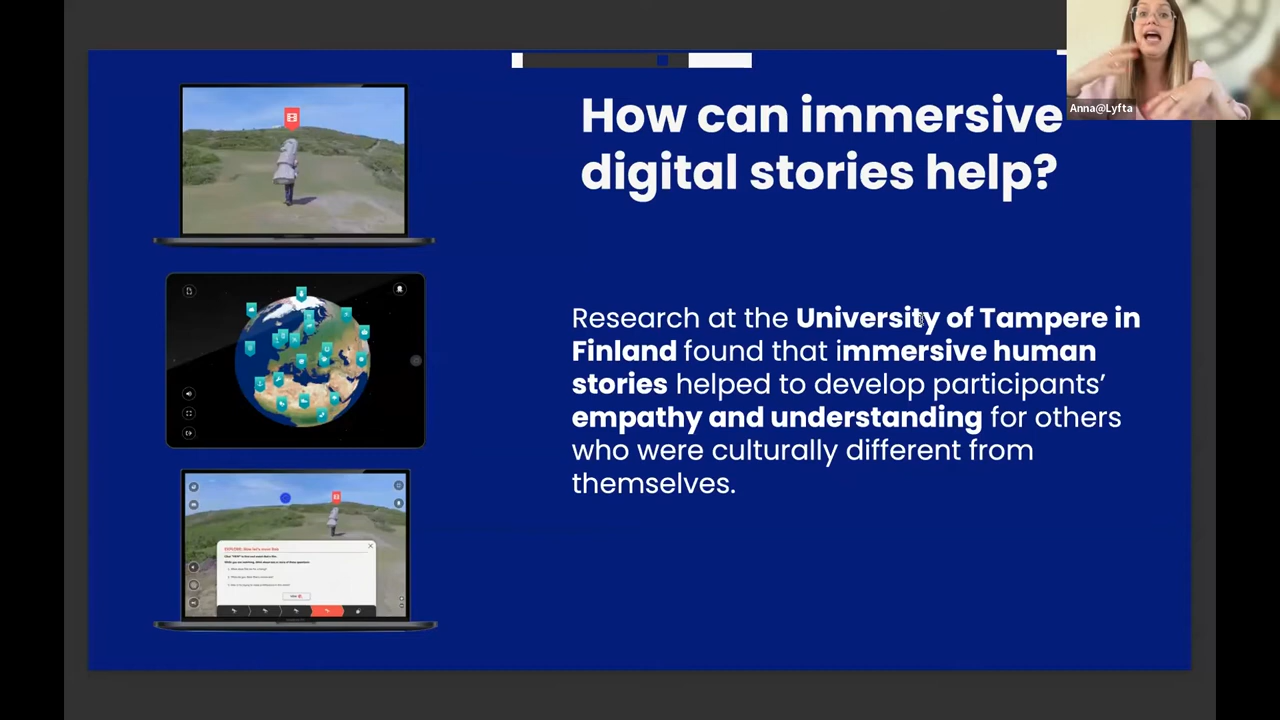 Anna@Lyfta
How can immersive
digital stories help?
Research at the University of Tampere in
Finland found that immersive human
stories helped to develop participants’
empathy and understanding for others
who were culturally different from
themselves.